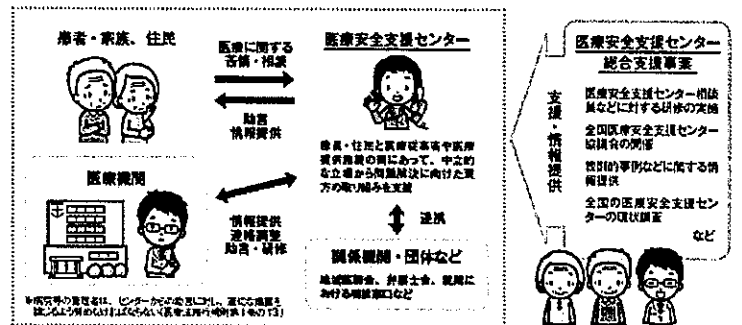 患者・家族、住民
医療に関する
苦情・相談
助言
情報提供
医療安全支援センター
患者・住民と医療従事者や医療
提供施設の間にあって、中立的
な立場から問題解決に向けた双
方の取り組みを支援
医療機関
情報提供
連絡調整
助言・研修
連携
関係機関・団体など
地域医師会、弁護士会、
における相談窓口など
医療安全支援センター
総合支援事業
支援・情報提供
医療安全支援センター相談
員などに対する研修の実施
全国医療安全支援センター
協議会の開催
教訓的事例などに関する情
報提供
全国の医療安全支援セン
ターの現状調査
など